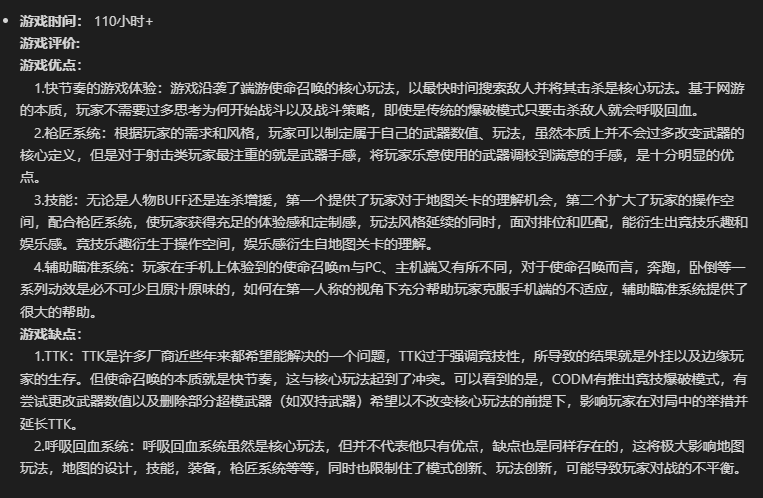 游戏时间： 110小时+
游戏评价:
游戏优点：
1.快节奏的游戏体验：游戏沿袭了端游使命召唤的核心玩法，以最快时间搜索敌人并将其击杀是核心玩法。基于网游
的本质，玩家不需要过多思考为何开始战斗以及战斗策略，即使是传统的爆破模式只要击杀敌人就会呼吸回血。
2.枪匠系统：根据玩家的需求和风格，玩家可以制定属于自己的武器数值、玩法，虽然本质上并不会过多改变武器的
核心定义，但是对于射击类玩家最注重的就是武器手感，将玩家乐意使用的武器调校到满意的手感，是十分明显的优
点。
3.技能：无论是人物BUFF还是连杀增援，第一个提供了玩家对于地图关卡的理解机会，第二个扩大了玩家的操作空
间，配合枪匠系统，使玩家获得充足的体验感和定制感，玩法风格延续的同时，面对排位和匹配，能衍生出竞技乐趣和
娱乐感。竞技乐趣衍生于操作空间，娱乐感衍生自地图关卡的理解。
4.辅助瞄准系统：玩家在手机上体验到的使命召唤m与PC、主机端又有所不同，对于使命召唤而言，奔跑，卧倒等一
系列动效是必不可少且原汁原味的，如何在第一人称的视角下充分帮助玩家克服手机端的不适应，辅助瞄准系统提供了
很大的帮助。
游戏缺点：
1.TTK：TTK是许多厂商近些年来都希望能解决的一个问题，TTK过于强调竞技性，所导致的结果就是外挂以及边缘玩
家的生存。但使命召唤的本质就是快节奏，这与核心玩法起到了冲突。可以看到的是，CODM有推出竞技爆破模式，有
尝试更改武器数值以及删除部分超模武器（如双持武器）希望以不改变核心玩法的前提下，影响玩家在对局中的举措并
延长TTK。
2.呼吸回血系统：呼吸回血系统虽然是核心玩法，但并不代表他只有优点，缺点也是同样存在的，这将极大影响地图
玩法，地图的设计，技能，装备，枪匠系统等等，同时也限制住了模式创新、玩法创新，可能导致玩家对战的不平衡。